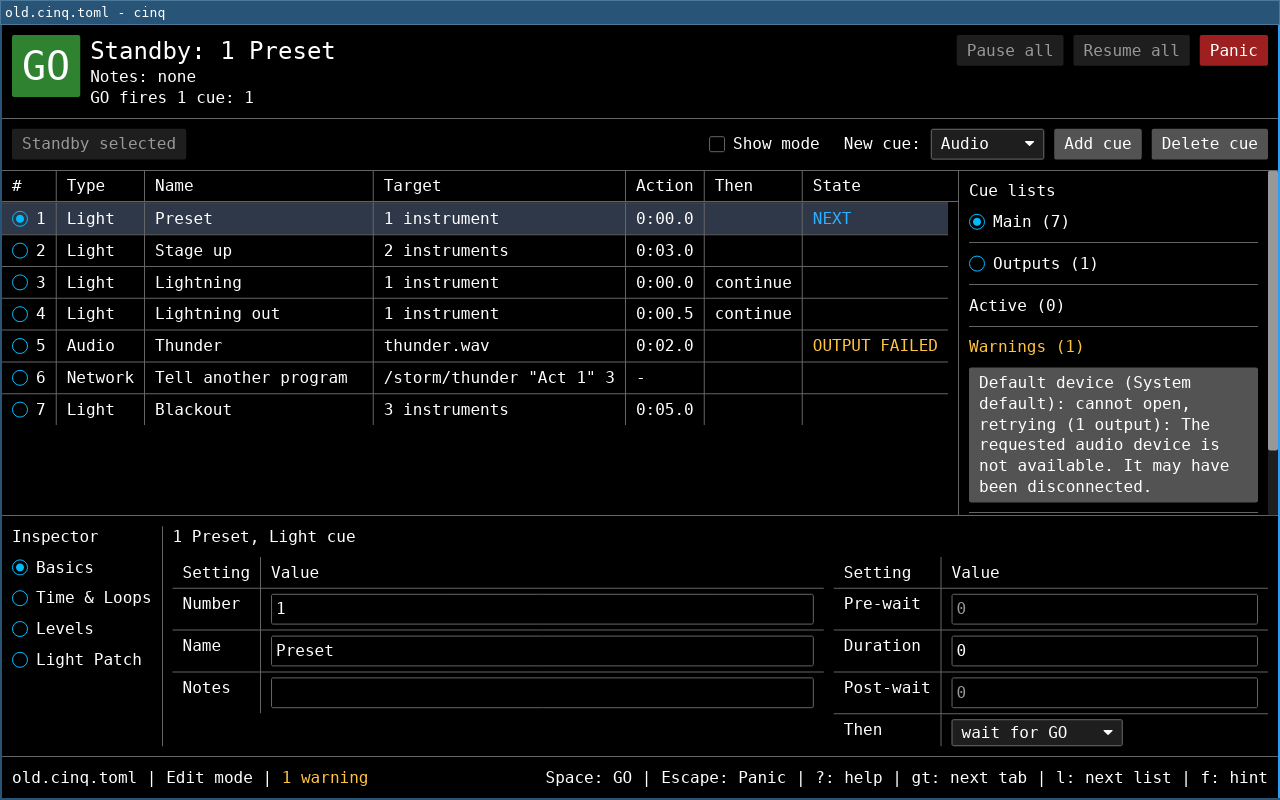 old.cinq.toml - cinq
GO
Standby: 1 Preset
Notes: none
GO fires 1 cue: 1
Pause all
Resume all
Panic
Standby selected
Show mode
New cue:
Audio
Add cue
Delete cue
# Type Name Target Action Then State
1 Light Preset 1 instrument 0:00.0 NEXT
2 Light Stage up 2 instruments 0:03.0
3 Light Lightning 1 instrument 0:00.0 continue
4 Light Lightning out 1 instrument 0:00.5 continue
5 Audio Thunder thunder.wav 0:02.0 OUTPUT FAILED
6 Network Tell another program /storm/thunder "Act 1" 3 -
7 Light Blackout 3 instruments 0:05.0
Cue lists
Main (7)
Outputs (1)
Active (0)
Warnings (1)
Default device (System
default): cannot open,
retrying (1 output): The
requested audio device is
not available. It may have
been disconnected.
Inspector
Basics
Time & Loops
Levels
Light Patch
1 Preset, Light cue
Setting Value
Number 1
Name Preset
Notes
Setting Value
Pre-wait 0
Duration 0
Post-wait 0
Then wait for GO
old.cinq.toml | Edit mode | 1 warning
Space: GO | Escape: Panic | ?: help | gt: next tab | l: next list | f: hint